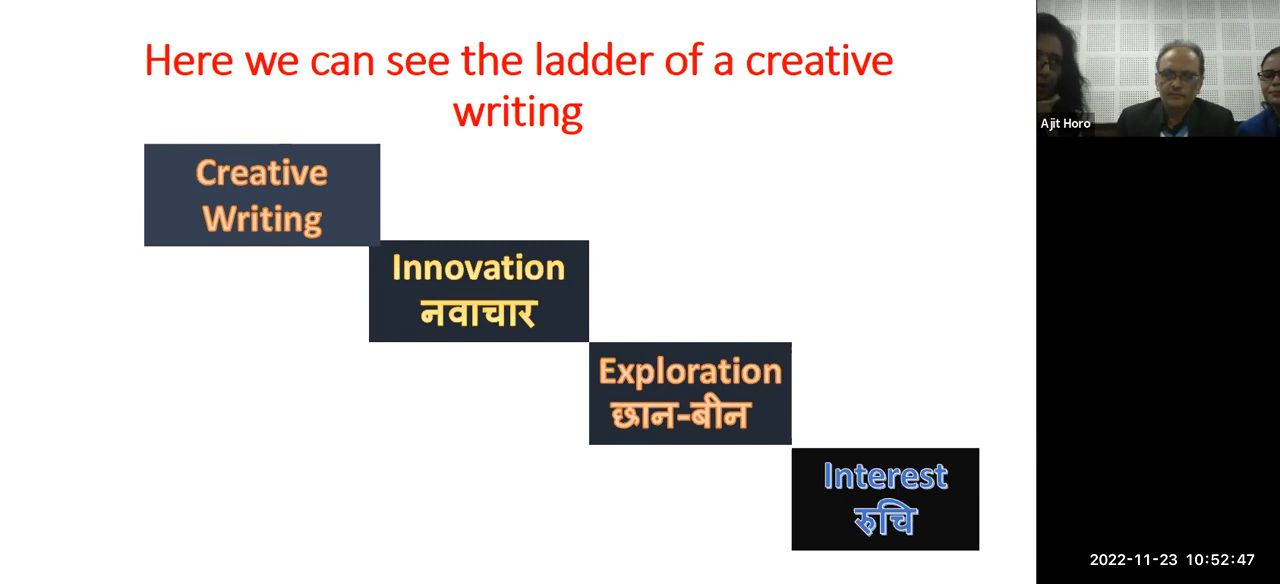 Here we can see the ladder of a creative
writing
Creative
Writing
Innovation
नवाचार
Exploration
छान-बीन
Interest
रुचि
Ajit Horo
2022-11-23 10:52:47